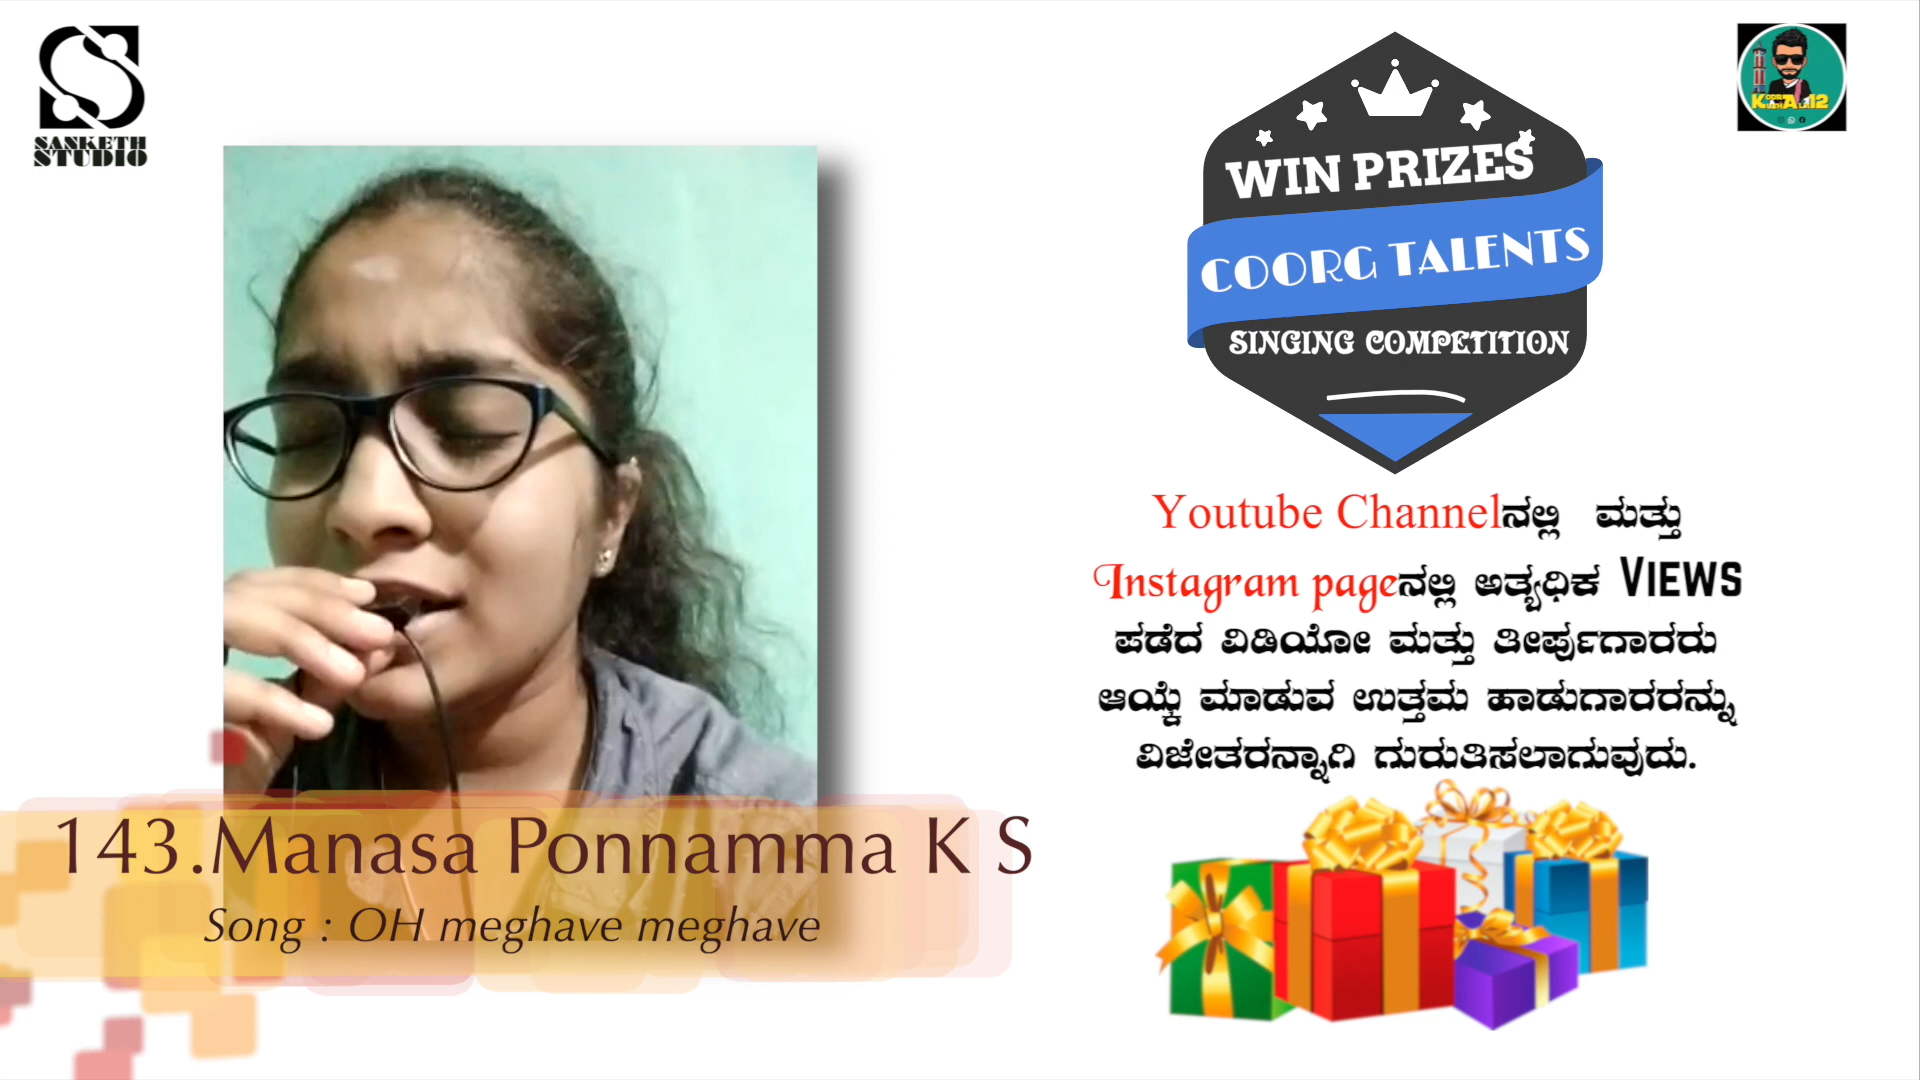 SANKETH
STUDIO
WIN PRIZES
COORG TALENTS
SINGING COMPETITION
Youtube Channelನಲ್ಲಿ ಮತ್ತು
Instagram pageನಲ್ಲಿ ಅತ್ಯಧಿಕ VIEWS
ಪಡೆದ ವಿಡಿಯೋ ಮತ್ತು ತೀರ್ಪುಗಾರರು
ಆಯ್ಕೆ ಮಾಡುವ ಉತ್ತಮ ಹಾಡುಗಾರರನ್ನು
ವಿಜೇತರನ್ನಾಗಿ ಗುರುತಿಸಲಾಗುವುದು.
143.Manasa Ponnamma K S
Song : OH meghave meghave